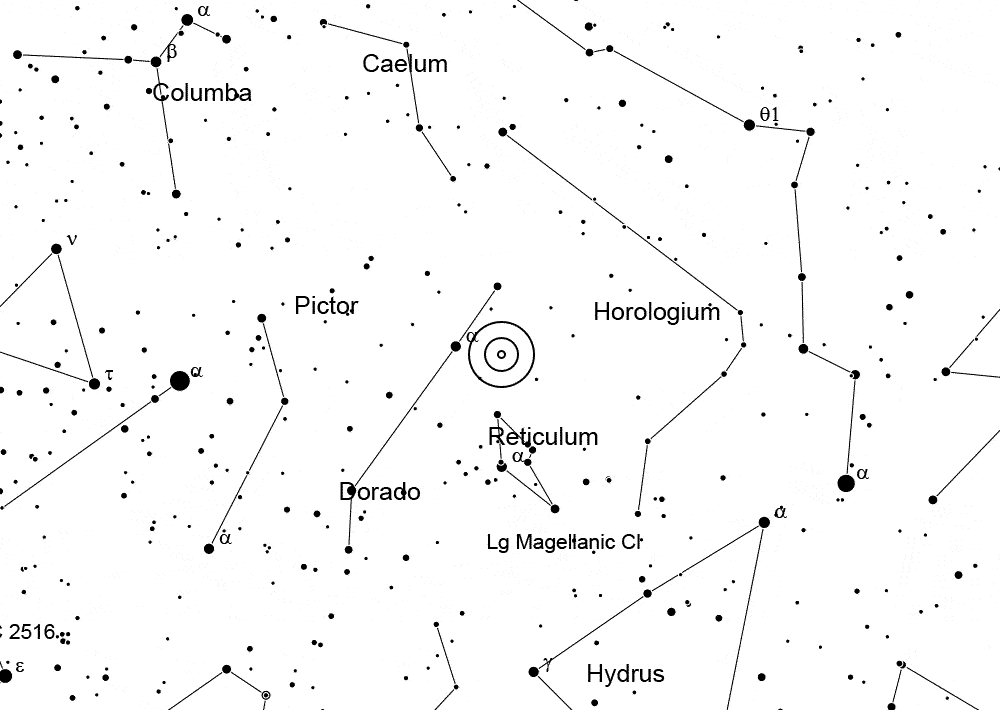 α
β
Caelum
Columba
θ1
ν
Pictor
Horologium
α
τ
α
Reticulum
α
α
Dorado
α
Lg Magellanic Cl
α
C 2516
ε
γ
Hydrus